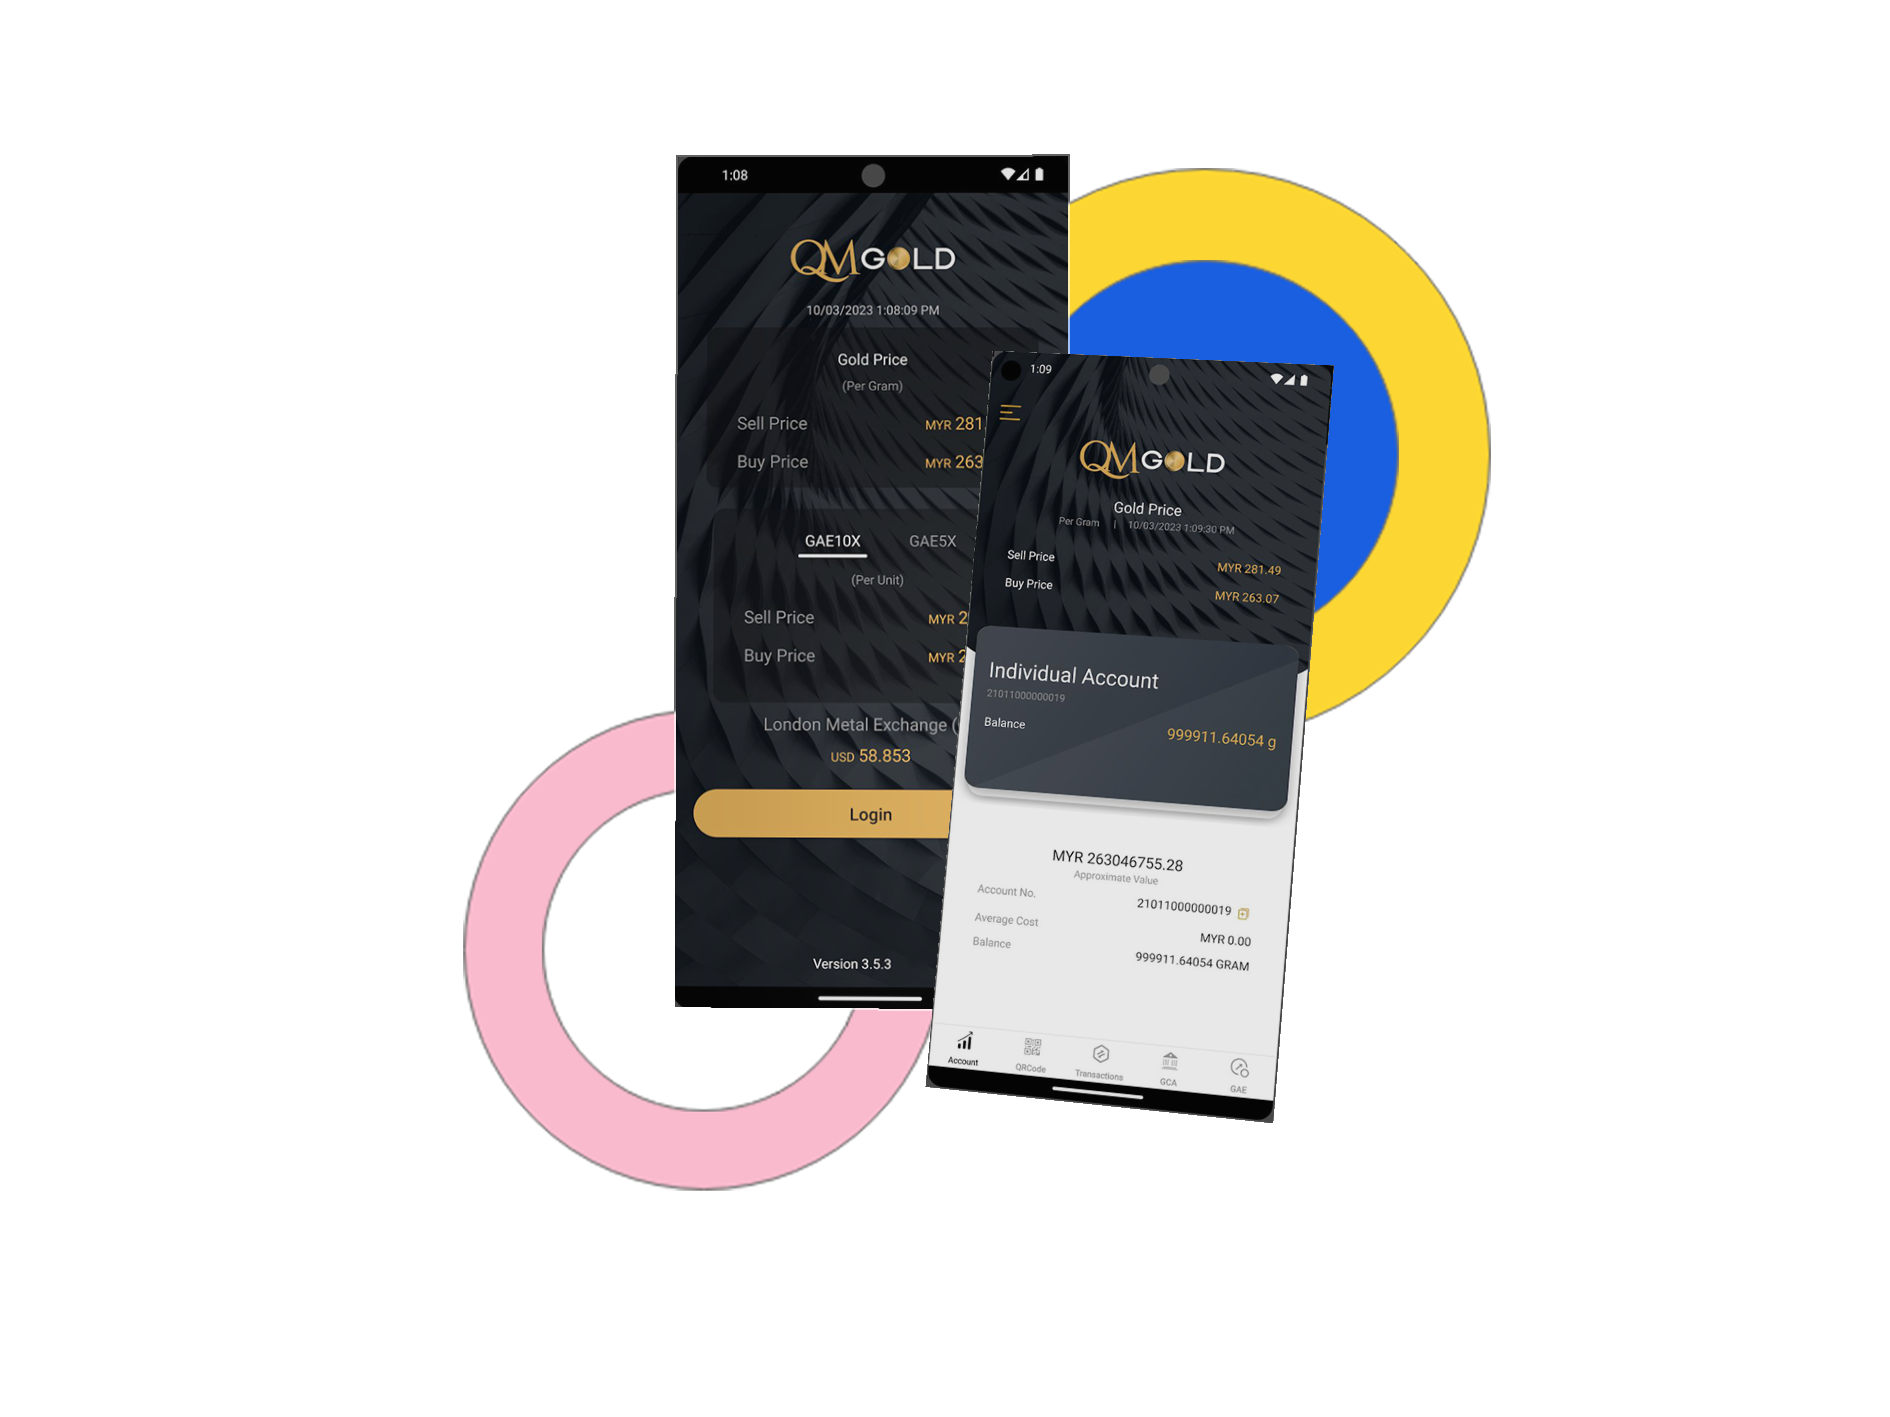 1:08
QM GOLD
10/03/2023 1:08:09 PM
Gold Price
(Per Gram)
Sell Price MYR 281.
Buy Price MYR 263
GAE10X GAE5X
(Per Unit)
Sell Price MYR 2
Buy Price MYR 2
London Metal Exchange (
USD 58.853
Login
Version 3.5.3
1:09
QM GOLD
Gold Price
Per Gram | 10/03/2023 1:09:30 PM
Sell Price MYR 281.49
Buy Price MYR 263.07
Individual Account
21011000000019
Balance 999911.64054 g
MYR 263046755.28
Approximate Value
Account No. 21011000000019
Average Cost MYR 0.00
Balance 999911.64054 GRAM
Account QRCode Transactions GCA GAE